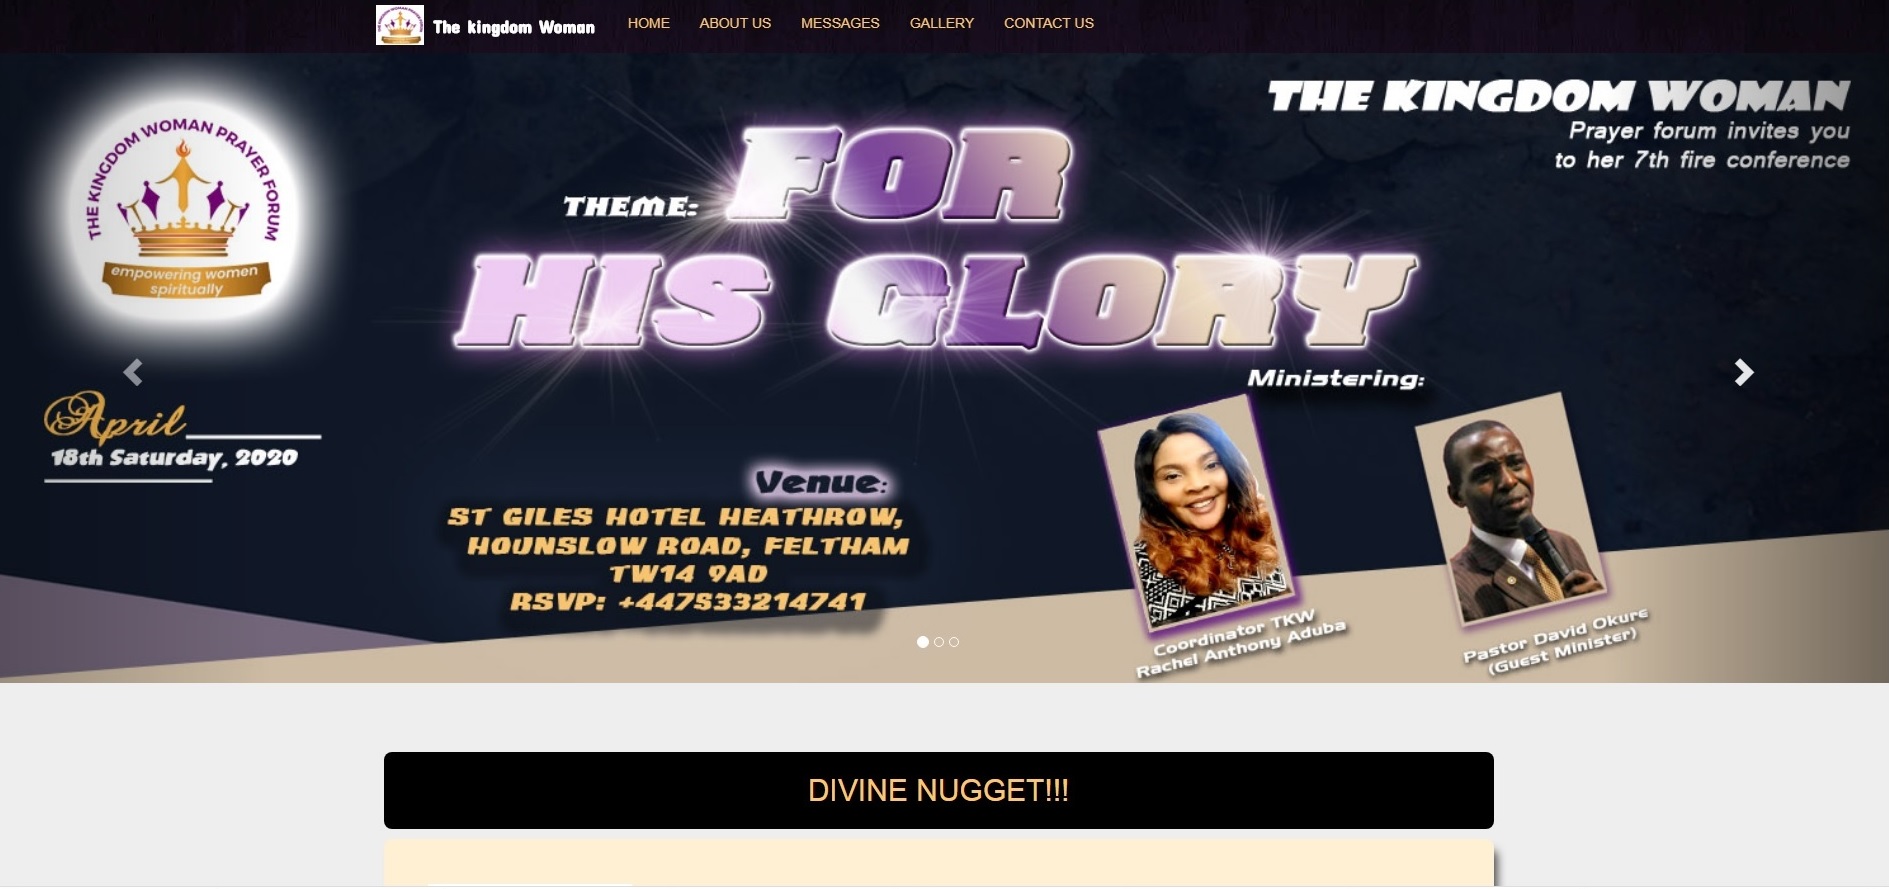 The kingdom Woman
HOME
ABOUT US
MESSAGES
GALLERY
CONTACT US
THE KINGDOM WOMAN PRAYER FORUM
empowering women
spiritually
THE KINGDOM WOMAN
Prayer forum invites you
to her 7th fire conference
THEME:
FOR
HIS GLORY
April
18th Saturday, 2020
Venue:
ST GILES HOTEL HEATHROW,
HOUNSLOW ROAD, FELTHAM
TW14 9AD
RSVP: +447533214741
Ministering:
Coordinator TKW
Rachel Anthony Aduba
Pastor David Okure
(Guest Minister)
DIVINE NUGGET!!!